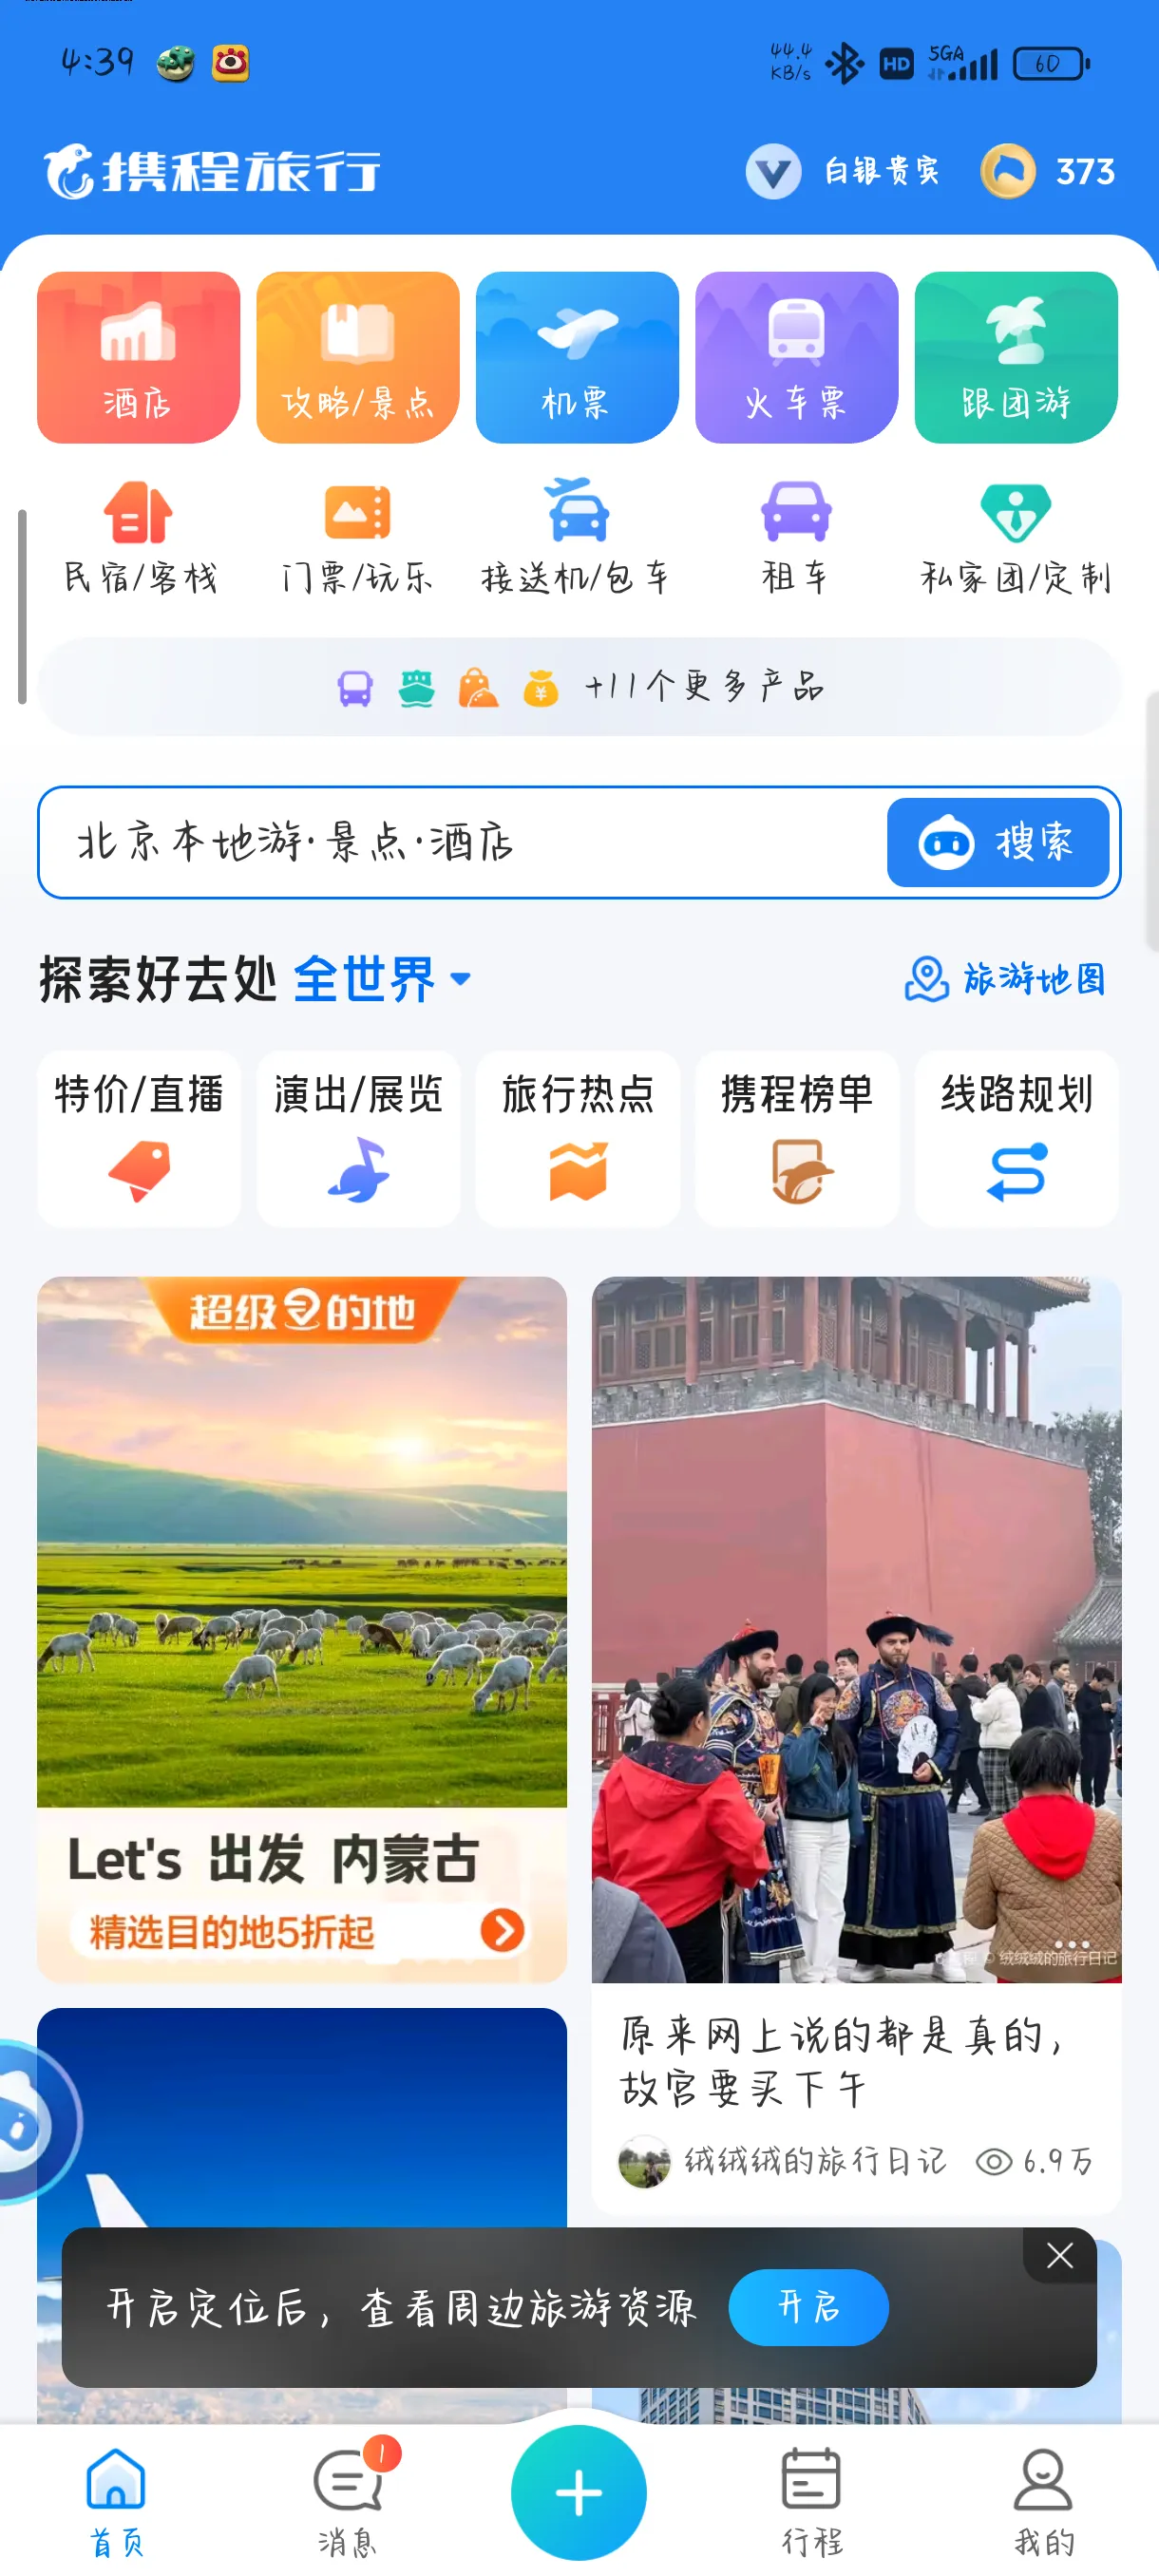 4:39
44.4 KB/s HD 5GA 60
携程旅行 白银贵宾 373
酒店 攻略/景点 机票 火车票 跟团游
民宿/客栈 门票/玩乐 接送机/包车 租车 私家团/定制
+11个更多产品
北京本地游·景点·酒店 搜索
探索好去处 全世界 旅游地图
特价/直播 演出/展览 旅行热点 携程榜单 线路规划
超级目的地
Let's 出发 内蒙古
精选目的地5折起
绒绒绒的旅行日记
原来网上说的都是真的，
故宫要买下午
绒绒绒的旅行日记 6.9万
开启定位后，查看周边旅游资源 开启
1
首页 消息 行程 我的